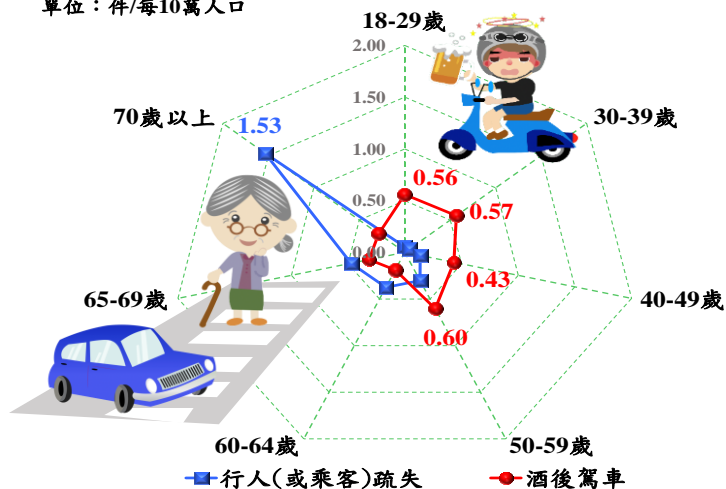 單位：件/每10萬人口
18-29歲
2.00
30-39歲
1.50
70歲以上
1.53
1.00
0.56
0.50
0.57
0.00
0.43
65-69歲
40-49歲
0.60
60-64歲
50-59歲
行人(或乘客)疏失
酒後駕車